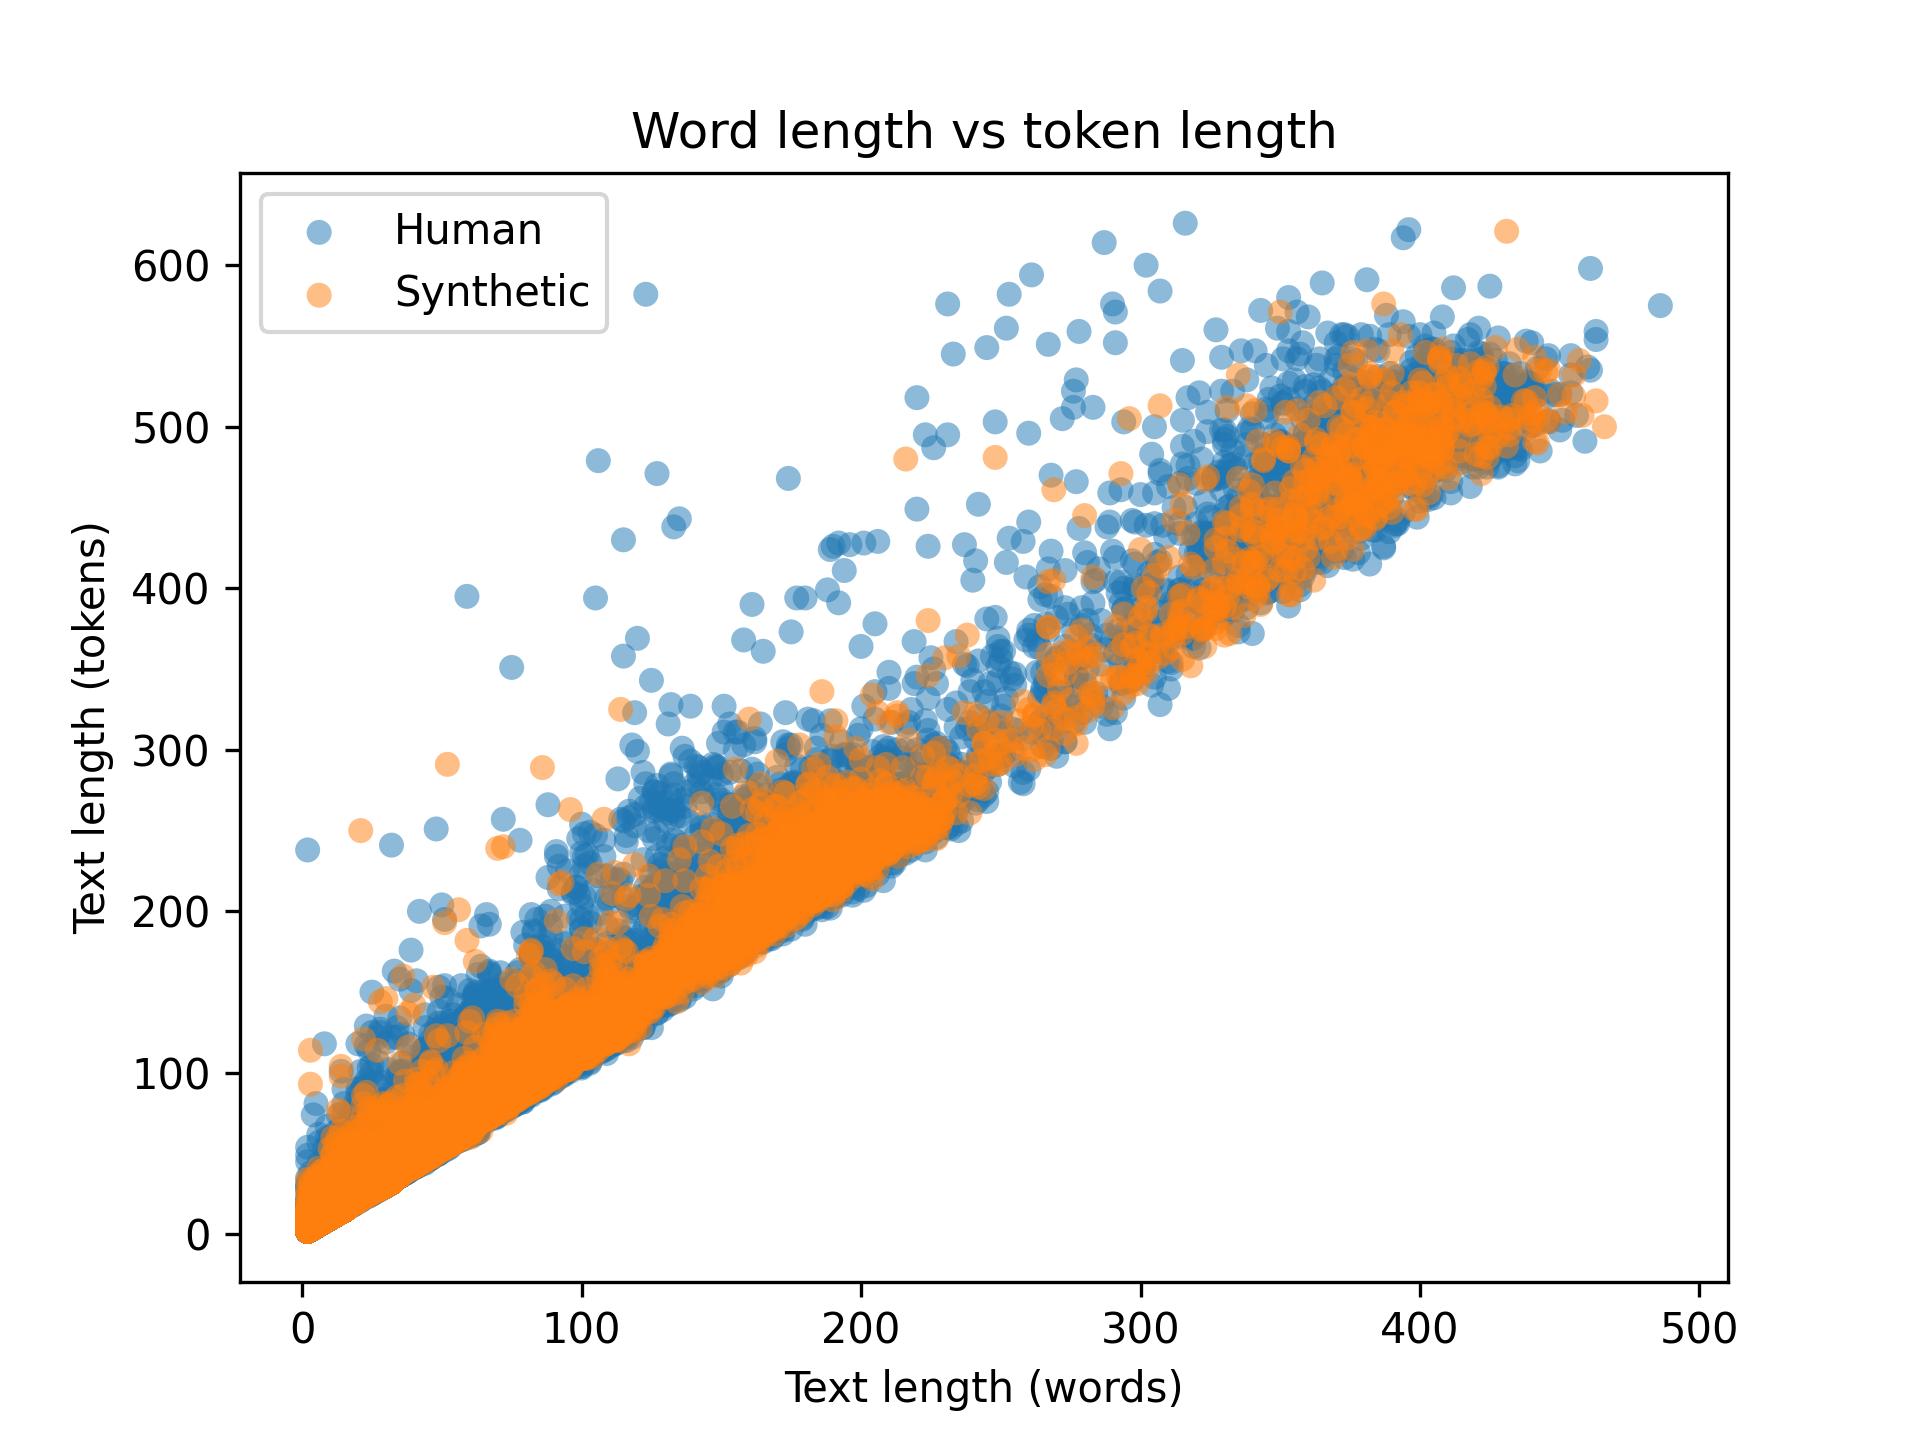 Word length vs token length
Human
Synthetic
600
500
400
300
200
100
0
Text length (tokens)
0 100 200 300 400 500
Text length (words)